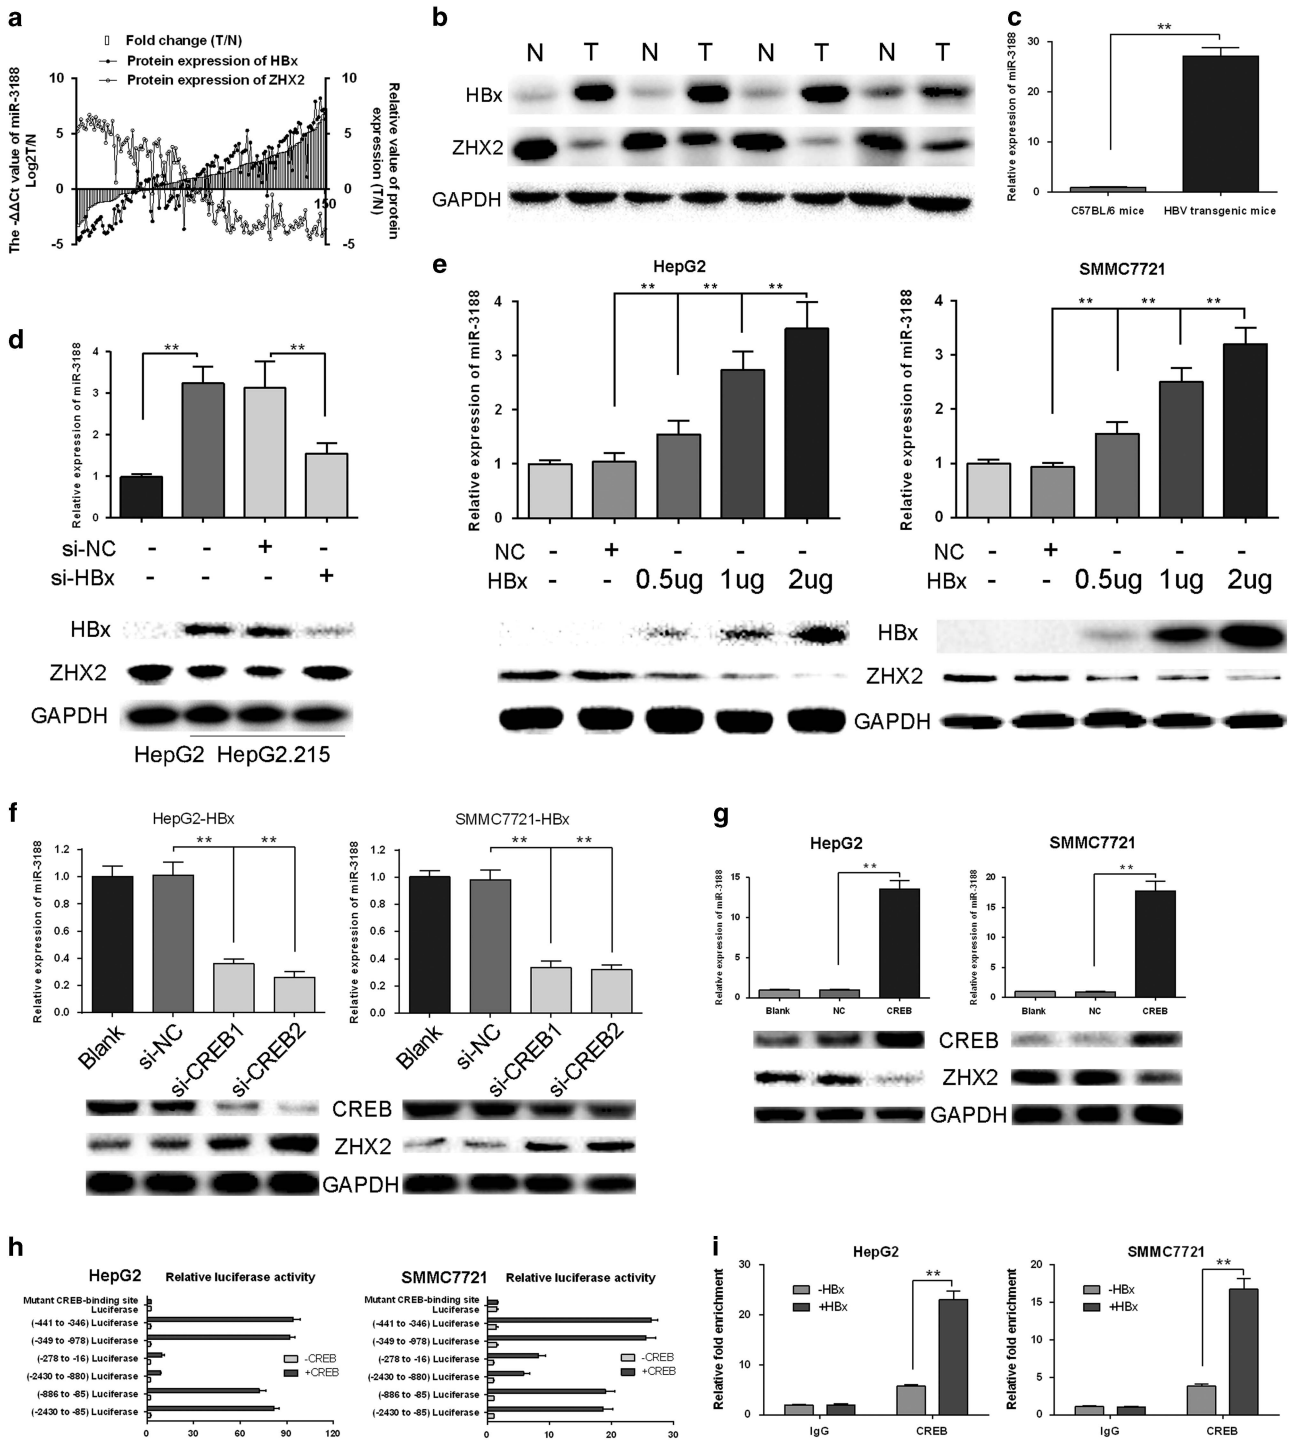 a
Fold change (T/N)
Protein expression of HBx
Protein expression of ZHX2
The -ΔΔCt value of miR-3188
Log2T/N
10
5
0
-5
10
5
0
-5
150
Relative value of protein
expression (T/N)
b
N T N T N T N T
HBx
ZHX2
GAPDH
c
Relative expression of miR-3188
30
20
10
0
**
C57BL/6 mice HBV transgenic mice
d
Relative expression of miR-3188
4
3
2
1
0
** **
si-NC - - + -
si-HBx - - - +
HBx
ZHX2
GAPDH
HepG2 HepG2.215
e
HepG2
Relative expression of miR-3188
4
3
2
1
0
** ** **
NC - + - - -
HBx - - 0.5ug 1ug 2ug
SMMC7721
Relative expression of miR-3188
4
3
2
1
0
** ** **
NC - + - - -
HBx - - 0.5ug 1ug 2ug
HBx
ZHX2
GAPDH
f
HepG2-HBx
Relative expression of miR-3188
1.2
1.0
0.8
0.6
0.4
0.2
0.0
** **
Blank si-NC si-CREB1 si-CREB2
SMMC7721-HBx
Relative expression of miR-3188
1.2
1.0
0.8
0.6
0.4
0.2
0.0
** **
Blank si-NC si-CREB1 si-CREB2
CREB
ZHX2
GAPDH
g
HepG2
Relative expression of miR-3188
15
10
5
0
**
Blank NC CREB
SMMC7721
Relative expression of miR-3188
20
15
10
5
0
**
Blank NC CREB
CREB
ZHX2
GAPDH
h
HepG2 Relative luciferase activity
Mutant CREB-binding site
Luciferase
(-441 to -346) Luciferase
(-349 to -978) Luciferase
(-278 to -16) Luciferase
(-2430 to -880) Luciferase
(-886 to -85) Luciferase
(-2430 to -85) Luciferase
-CREB
+CREB
0 30 60 90 120
SMMC7721 Relative luciferase activity
Mutant CREB-binding site
Luciferase
(-441 to -346) Luciferase
(-349 to -978) Luciferase
(-278 to -16) Luciferase
(-2430 to -880) Luciferase
(-886 to -85) Luciferase
(-2430 to -85) Luciferase
-CREB
+CREB
0 10 20 30
i
HepG2
Relative fold enrichment
30
20
10
0
-HBx
+HBx
**
IgG CREB
SMMC7721
Relative fold enrichment
20
15
10
5
0
-HBx
+HBx
**
IgG CREB